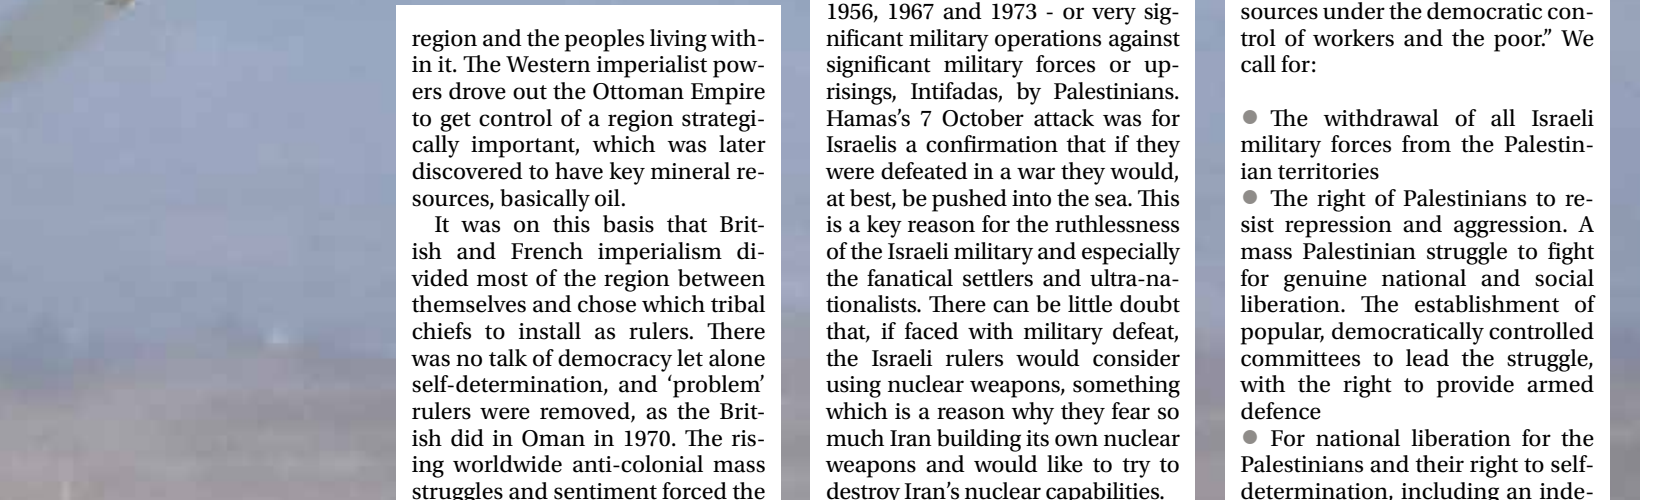 region and the peoples living with-
in it. The Western imperialist pow-
ers drove out the Ottoman Empire
to get control of a region strategi-
cally important, which was later
discovered to have key mineral re-
sources, basically oil.
It was on this basis that Brit-
ish and French imperialism di-
vided most of the region between
themselves and chose which tribal
chiefs to install as rulers. There
was no talk of democracy let alone
self-determination, and ‘problem’
rulers were removed, as the Brit-
ish did in Oman in 1970. The ris-
ing worldwide anti-colonial mass
struggles and sentiment forced the
1956, 1967 and 1973 - or very sig-
nificant military operations against
significant military forces or up-
risings, Intifadas, by Palestinians.
Hamas’s 7 October attack was for
Israelis a confirmation that if they
were defeated in a war they would,
at best, be pushed into the sea. This
is a key reason for the ruthlessness
of the Israeli military and especially
the fanatical settlers and ultra-na-
tionalists. There can be little doubt
that, if faced with military defeat,
the Israeli rulers would consider
using nuclear weapons, something
which is a reason why they fear so
much Iran building its own nuclear
weapons and would like to try to
destroy Iran’s nuclear capabilities.
sources under the democratic con-
trol of workers and the poor.” We
call for:
● The withdrawal of all Israeli
military forces from the Palestin-
ian territories
● The right of Palestinians to re-
sist repression and aggression. A
mass Palestinian struggle to fight
for genuine national and social
liberation. The establishment of
popular, democratically controlled
committees to lead the struggle,
with the right to provide armed
defence
● For national liberation for the
Palestinians and their right to self-
determination, including an inde-